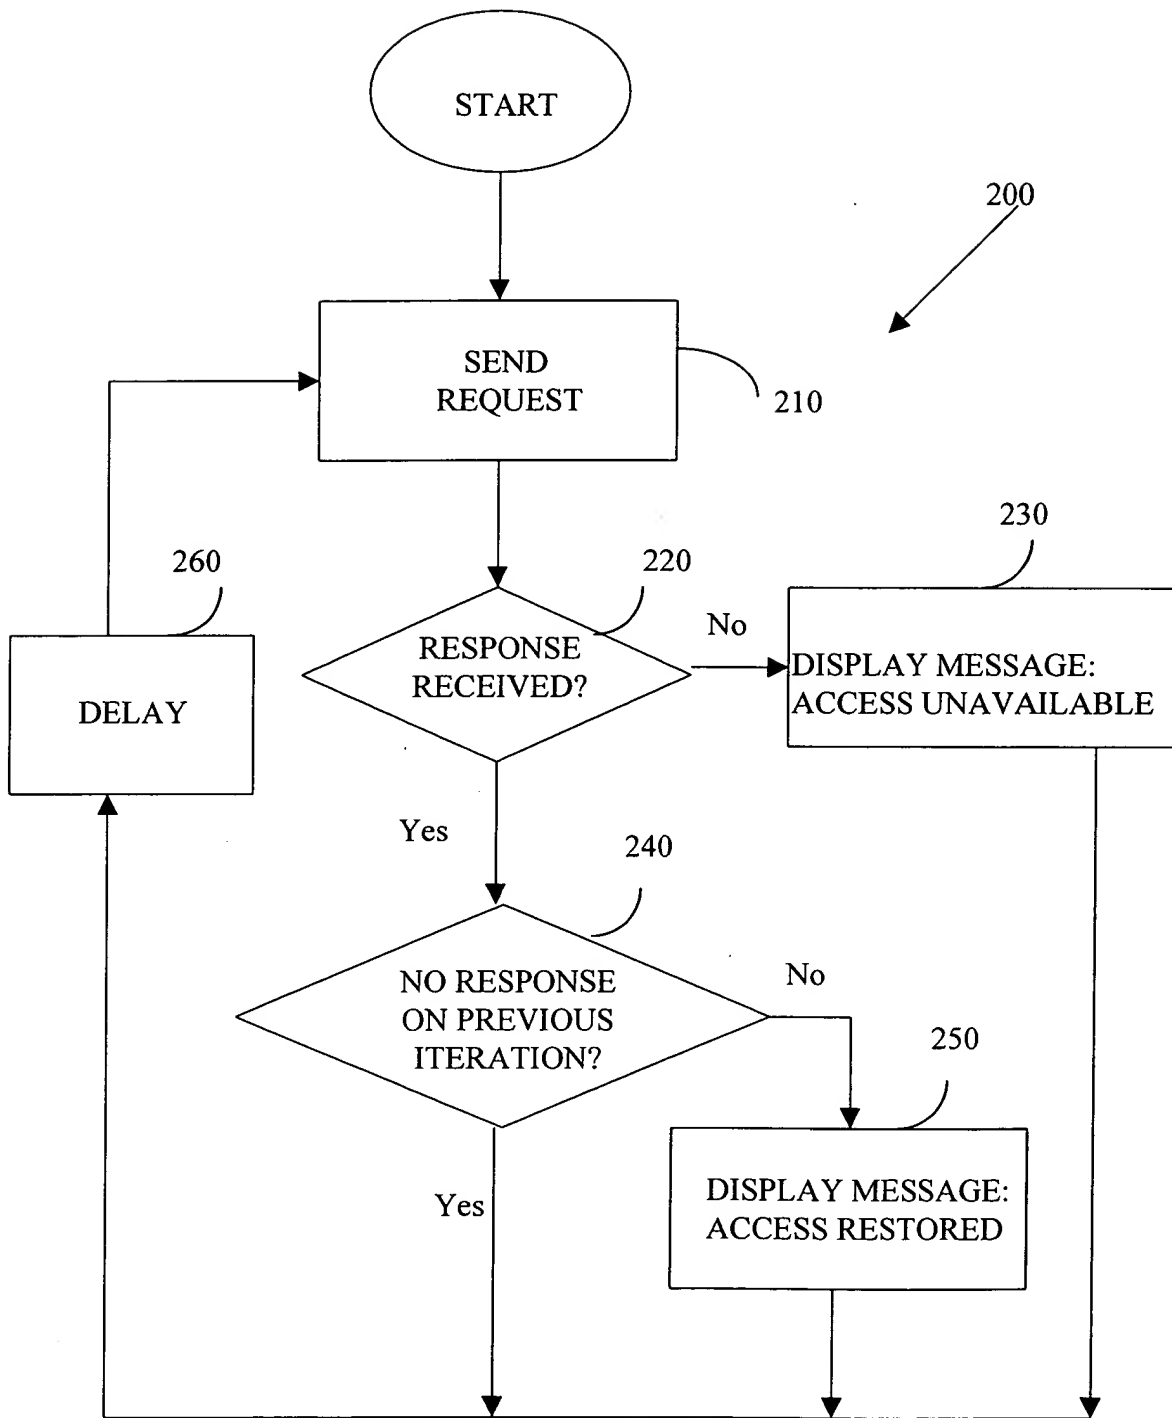 START
200
SEND
REQUEST
210
230
260
220
No
RESPONSE
RECEIVED?
DISPLAY MESSAGE:
ACCESS UNAVAILABLE
DELAY
Yes
240
No
NO RESPONSE
ON PREVIOUS
ITERATION?
250
Yes
DISPLAY MESSAGE:
ACCESS RESTORED